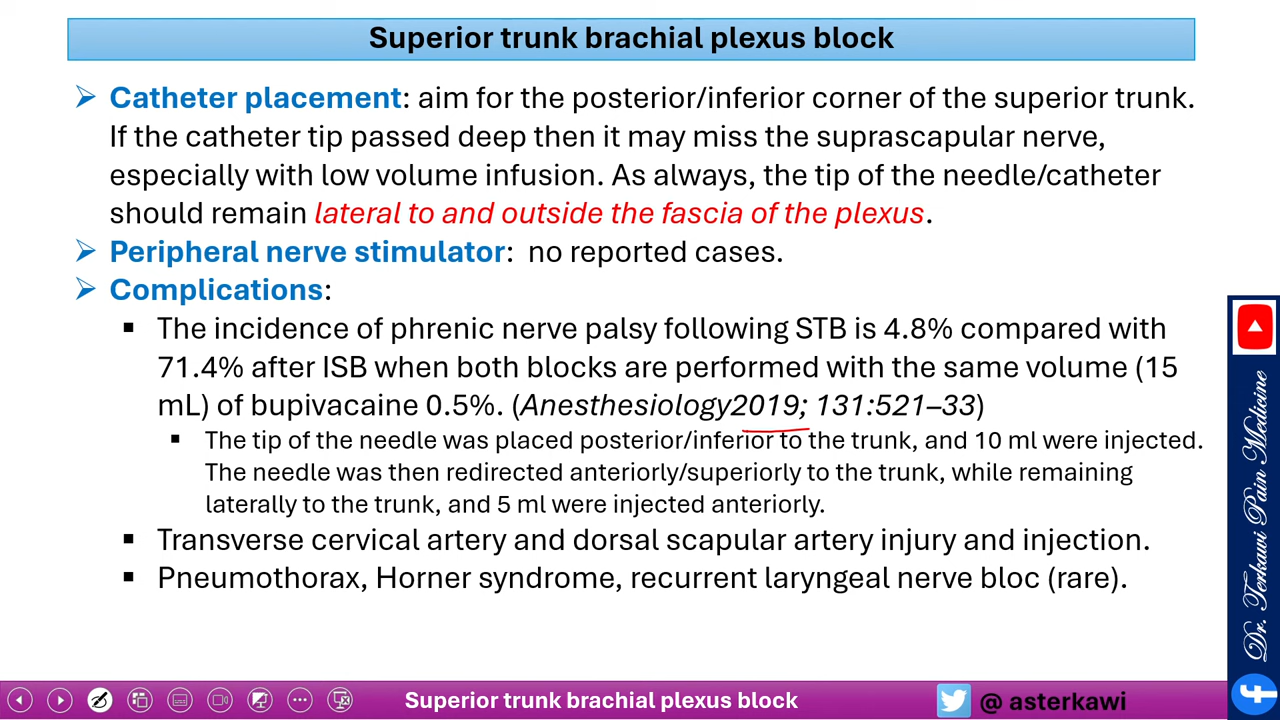 Superior trunk brachial plexus block
➢ Catheter placement: aim for the posterior/inferior corner of the superior trunk.
If the catheter tip passed deep then it may miss the suprascapular nerve,
especially with low volume infusion. As always, the tip of the needle/catheter
should remain lateral to and outside the fascia of the plexus.
➢ Peripheral nerve stimulator: no reported cases.
➢ Complications:
▪ The incidence of phrenic nerve palsy following STB is 4.8% compared with
71.4% after ISB when both blocks are performed with the same volume (15
mL) of bupivacaine 0.5%. (Anesthesiology2019; 131:521–33)
▪ The tip of the needle was placed posterior/inferior to the trunk, and 10 ml were injected.
The needle was then redirected anteriorly/superiorly to the trunk, while remaining
laterally to the trunk, and 5 ml were injected anteriorly.
▪ Transverse cervical artery and dorsal scapular artery injury and injection.
▪ Pneumothorax, Horner syndrome, recurrent laryngeal nerve bloc (rare).
Dr. Terkawi Pain Medicine
Superior trunk brachial plexus block
@ asterkawi